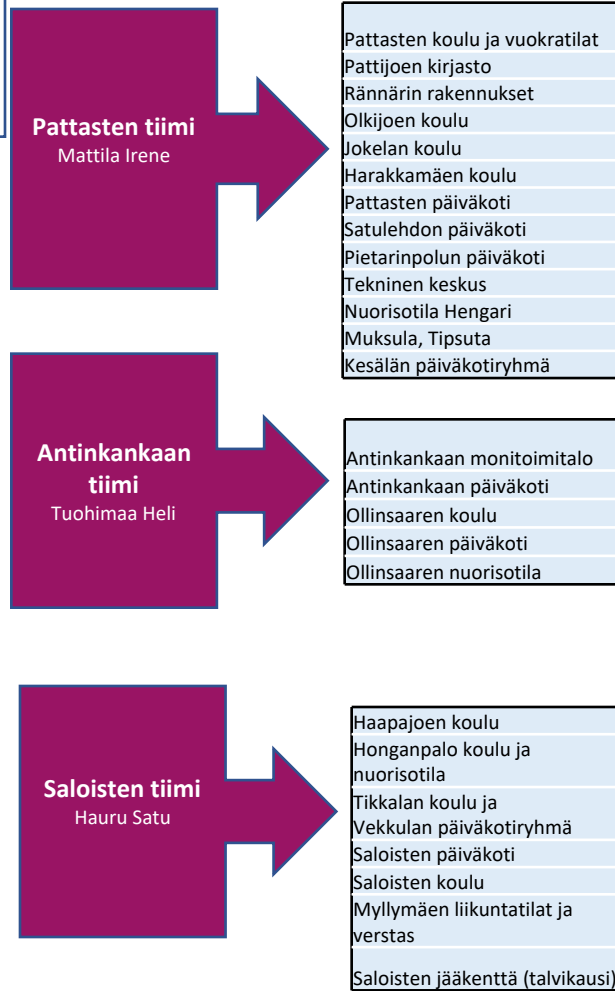 Pattasten tiimi
Mattila Irene
Pattasten koulu ja vuokratilat
Pattijoen kirjasto
Rännärin rakennukset
Olkijoen koulu
Jokelan koulu
Harakkamäen koulu
Pattasten päiväkoti
Satulehdon päiväkoti
Pietarinpolun päiväkoti
Tekninen keskus
Nuorisotila Hengari
Muksula, Tipsuta
Kesälän päiväkotiryhmä
Antinkankaan
tiimi
Tuohimaa Heli
Antinkankaan monitoimitalo
Antinkankaan päiväkoti
Ollinsaaren koulu
Ollinsaaren päiväkoti
Ollinsaaren nuorisotila
Saloisten tiimi
Hauru Satu
Haapajoen koulu
Honganpalo koulu ja
nuorisotila
Tikkalan koulu ja
Vekkulan päiväkotiryhmä
Saloisten päiväkoti
Saloisten koulu
Myllymäen liikuntatilat ja
verstas
Saloisten jääkenttä (talvikausi)